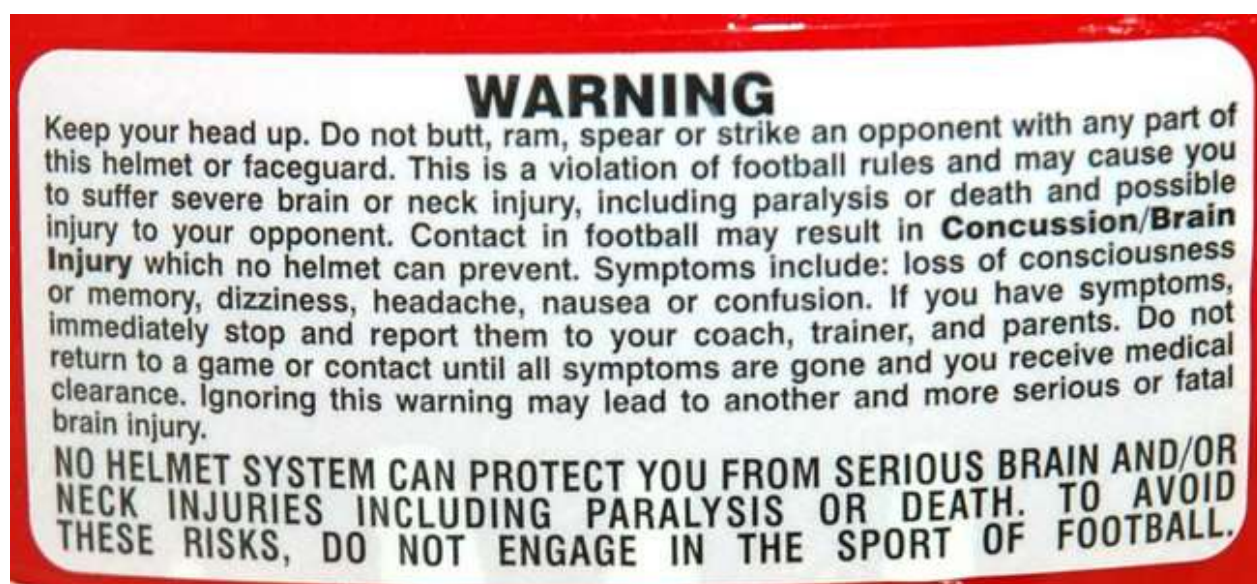 WARNING
Keep your head up. Do not butt, ram, spear or strike an opponent with any part of
this helmet or faceguard. This is a violation of football rules and may cause you
to suffer severe brain or neck injury, including paralysis or death and possible
injury to your opponent. Contact in football may result in Concussion/Brain
Injury which no helmet can prevent. Symptoms include: loss of consciousness
or memory, dizziness, headache, nausea or confusion. If you have symptoms,
immediately stop and report them to your coach, trainer, and parents. Do not
return to a game or contact until all symptoms are gone and you receive medical
clearance. Ignoring this warning may lead to another and more serious or fatal
brain injury.
NO HELMET SYSTEM CAN PROTECT YOU FROM SERIOUS BRAIN AND/OR
NECK INJURIES INCLUDING PARALYSIS OR DEATH. TO AVOID
THESE RISKS, DO NOT ENGAGE IN THE SPORT OF FOOTBALL.